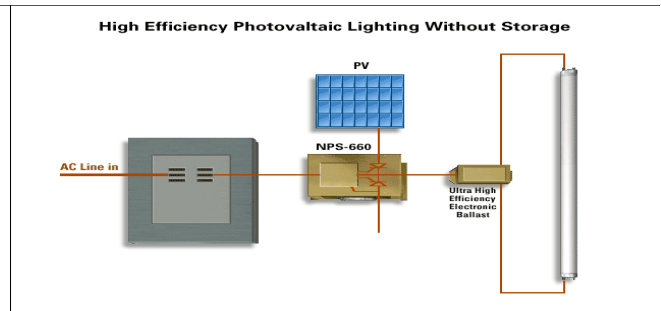 High Efficiency Photovaltaic Lighting Without Storage
PV
NPS-660
AC Line in
Ultra High
Efficiency
Electronic
Ballast